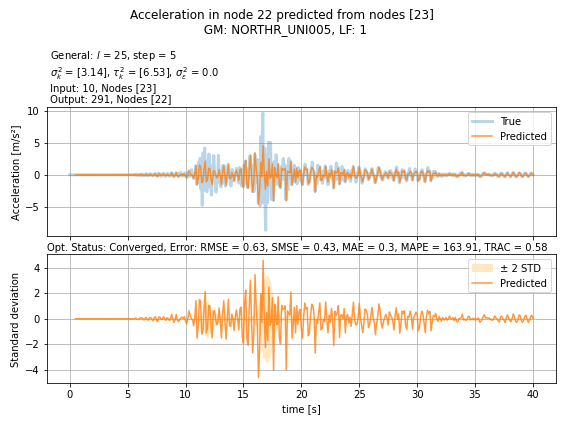 Acceleration in node 22 predicted from nodes [23]
GM: NORTHR_UNI005, LF: 1
General: l = 25, step = 5
σ²ₖ = [3.14], τ²ₖ = [6.53], σ²ₑ = 0.0
Input: 10, Nodes [23]
Output: 291, Nodes [22]
Acceleration [m/s²]
10
5
0
−5
True
Predicted
Opt. Status: Converged, Error: RMSE = 0.63, SMSE = 0.43, MAE = 0.3, MAPE = 163.91, TRAC = 0.58
Standard deviation
4
2
0
−2
−4
± 2 STD
Predicted
0 5 10 15 20 25 30 35 40
time [s]